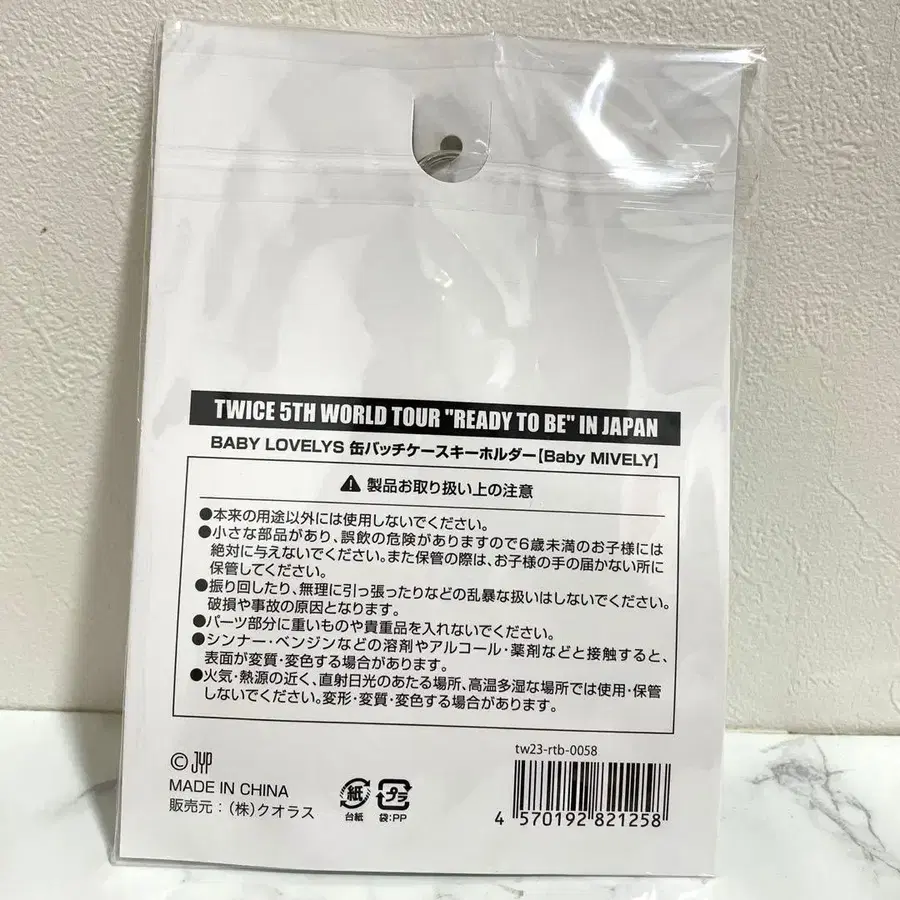 TWICE 5TH WORLD TOUR "READY TO BE" IN JAPAN
BABY LOVELYS 缶バッチケースキーホルダー【Baby MIVELY】
製品お取り扱い上の注意
●本来の用途以外には使用しないでください。
●小さな部品があり、誤飲の危険がありますので6歳未満のお子様には
絶対に与えないでください。また保管の際は、お子様の手の届かない所に
保管してください。
●振り回したり、無理に引っ張ったりなどの乱暴な扱いはしないでください。
破損や事故の原因となります。
●パーツ部分に重いものや貴重品を入れないでください。
●シンナー・ベンジンなどの溶剤やアルコール・薬剤などと接触すると、
表面が変質・変色する場合があります。
●火気・熱源の近く、直射日光のあたる場所、高温多湿な場所では使用・保管
しないでください。変形・変質・変色する場合があります。
tw23-rtb-0058
© JYP
MADE IN CHINA
販売元：(株)クオラス
紙
台紙
プラ
袋:PP
4 570192 821258